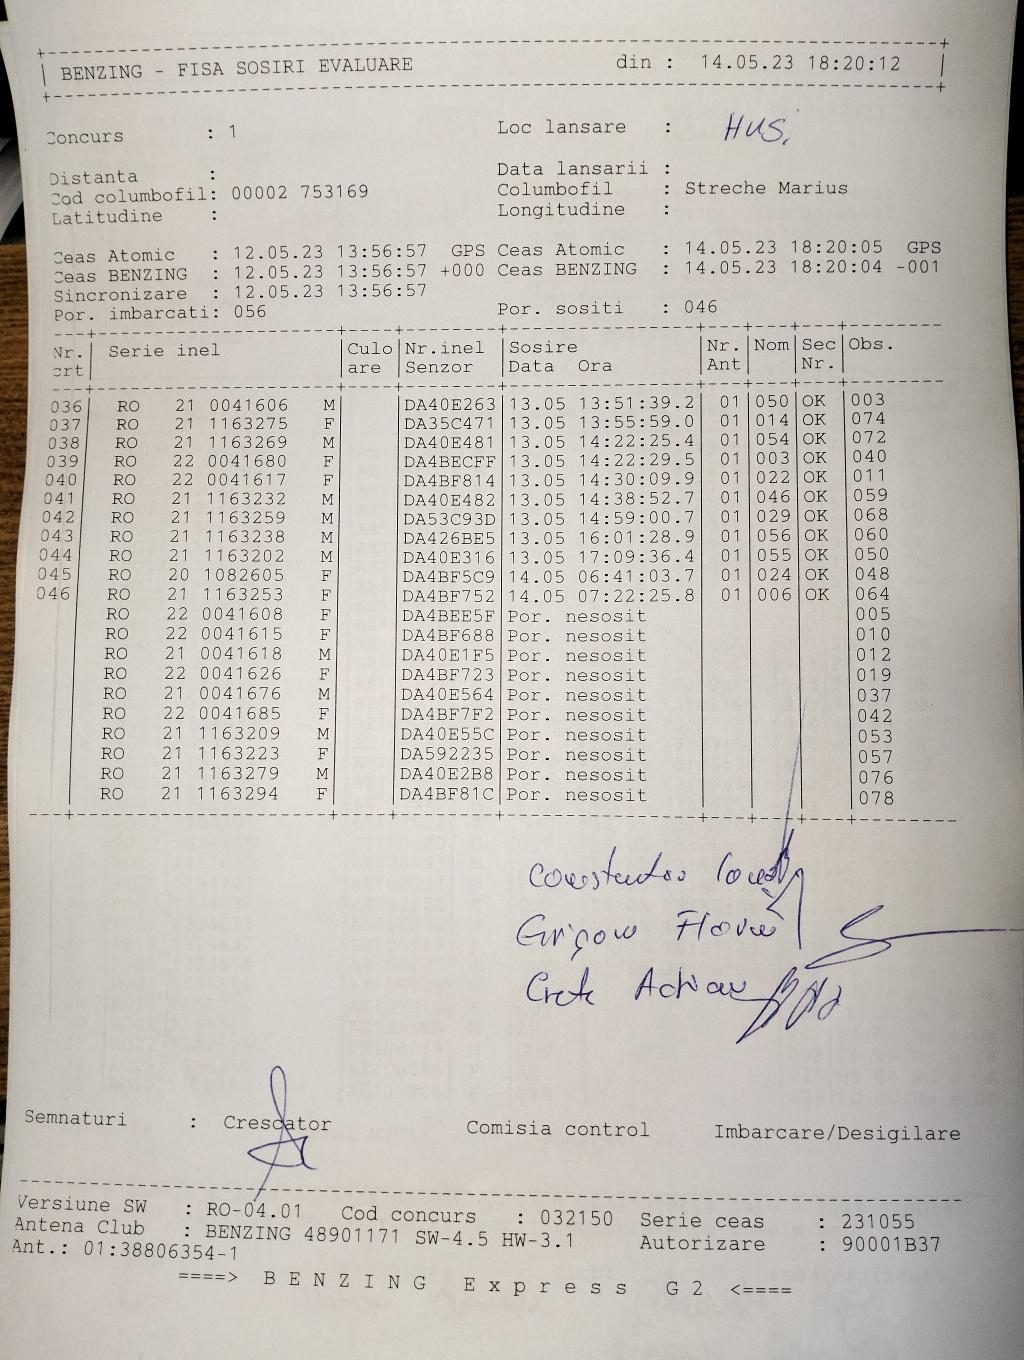 BENZING - FISA SOSIRI EVALUARE din : 14.05.23 18:20:12
Concurs : 1 Loc lansare : HUSI
Distanta : Data lansarii :
Cod columbofil: 00002 753169 Columbofil : Streche Marius
Latitudine : Longitudine :
Ceas Atomic : 12.05.23 13:56:57 GPS Ceas Atomic : 14.05.23 18:20:05 GPS
Ceas BENZING : 12.05.23 13:56:57 +000 Ceas BENZING : 14.05.23 18:20:04 -001
Sincronizare : 12.05.23 13:56:57
Por. imbarcati: 056 Por. sositi : 046
Nr. Serie inel Culo Nr.inel Sosire Nr. Nom Sec Obs.
crt are Senzor Data Ora Ant Nr.
036 RO 21 0041606 M DA40E263 13.05 13:51:39.2 01 050 OK 003
037 RO 21 1163275 F DA35C471 13.05 13:55:59.0 01 014 OK 074
038 RO 21 1163269 M DA40E481 13.05 14:22:25.4 01 054 OK 072
039 RO 22 0041680 F DA4BECFF 13.05 14:22:29.5 01 003 OK 040
040 RO 22 0041617 F DA4BF814 13.05 14:30:09.9 01 022 OK 011
041 RO 21 1163232 M DA40E482 13.05 14:38:52.7 01 046 OK 059
042 RO 21 1163259 M DA53C93D 13.05 14:59:00.7 01 029 OK 068
043 RO 21 1163238 M DA426BE5 13.05 16:01:28.9 01 056 OK 060
044 RO 21 1163202 M DA40E316 13.05 17:09:36.4 01 055 OK 050
045 RO 20 1082605 F DA4BF5C9 14.05 06:41:03.7 01 024 OK 048
046 RO 21 1163253 F DA4BF752 14.05 07:22:25.8 01 006 OK 064
RO 22 0041608 F DA4BEE5F Por. nesosit 005
RO 22 0041615 F DA4BF688 Por. nesosit 010
RO 21 0041618 M DA40E1F5 Por. nesosit 012
RO 22 0041626 F DA4BF723 Por. nesosit 019
RO 21 0041676 M DA40E564 Por. nesosit 037
RO 22 0041685 F DA4BF7F2 Por. nesosit 042
RO 21 1163209 M DA40E55C Por. nesosit 053
RO 21 1163223 F DA592235 Por. nesosit 057
RO 21 1163279 M DA40E2B8 Por. nesosit 076
RO 21 1163294 F DA4BF81C Por. nesosit 078
Crete Adrian
Semnaturi : Crescator Comisia control Imbarcare/Desigilare
Versiune SW : RO-04.01 Cod concurs : 032150 Serie ceas : 231055
Antena Club : BENZING 48901171 SW-4.5 HW-3.1 Autorizare : 90001B37
Ant.: 01:38806354-1
====> BENZING Express G2 <====